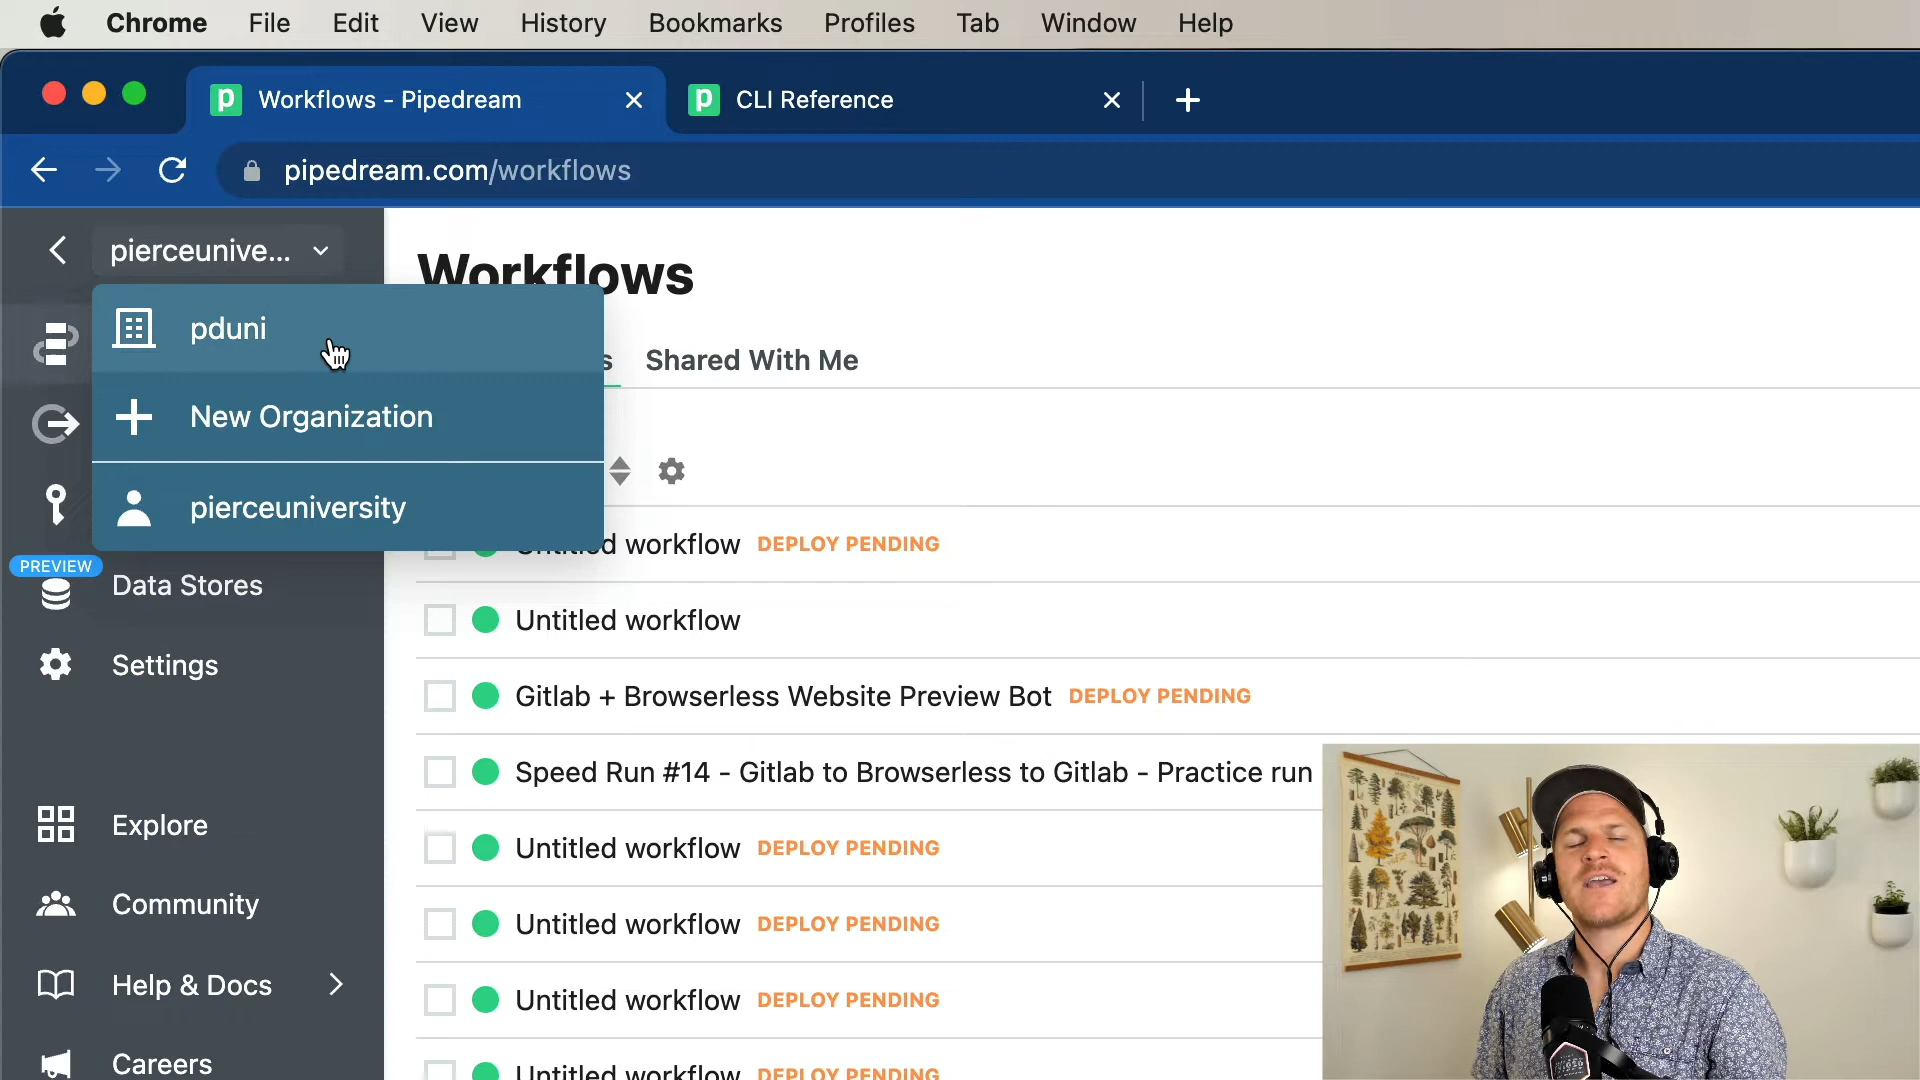 Chrome File Edit View History Bookmarks Profiles Tab Window Help
Workflows - Pipedream
CLI Reference
pipedream.com/workflows
pierceunive...
Workflows
pduni
New Organization
pierceuniversity
s
Shared With Me
PREVIEW
Data Stores
Settings
Explore
Community
Help & Docs
Careers
Untitled workflow DEPLOY PENDING
Untitled workflow
Gitlab + Browserless Website Preview Bot DEPLOY PENDING
Speed Run #14 - Gitlab to Browserless to Gitlab - Practice run
Untitled workflow DEPLOY PENDING
Untitled workflow DEPLOY PENDING
Untitled workflow DEPLOY PENDING
Untitled workflow DEPLOY PENDING